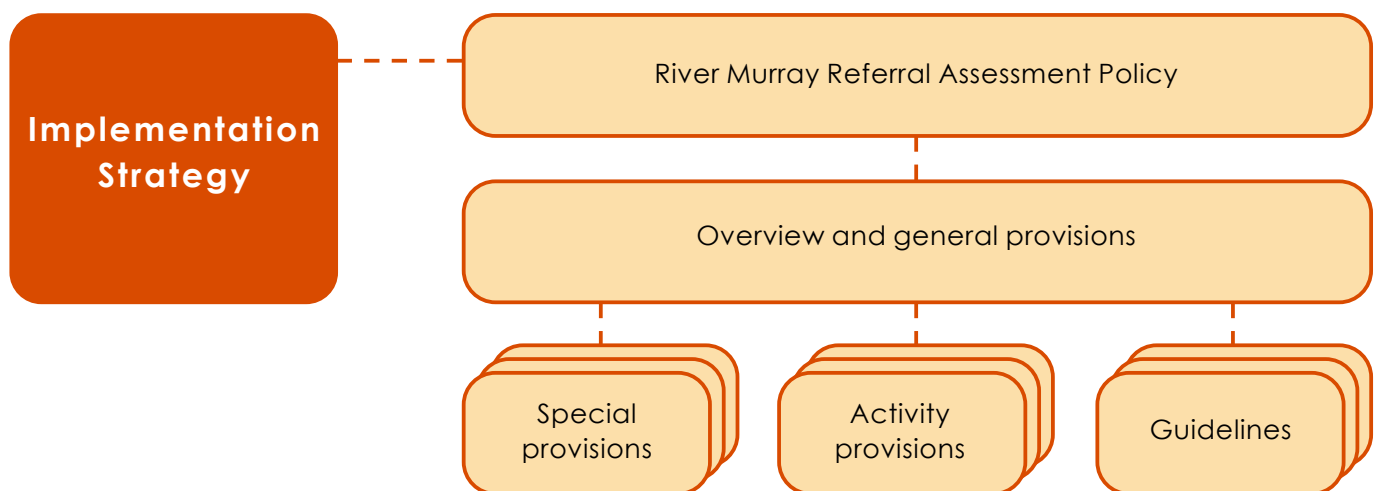 Implementation
Strategy
River Murray Referral Assessment Policy
Overview and general provisions
Special
provisions
Activity
provisions
Guidelines